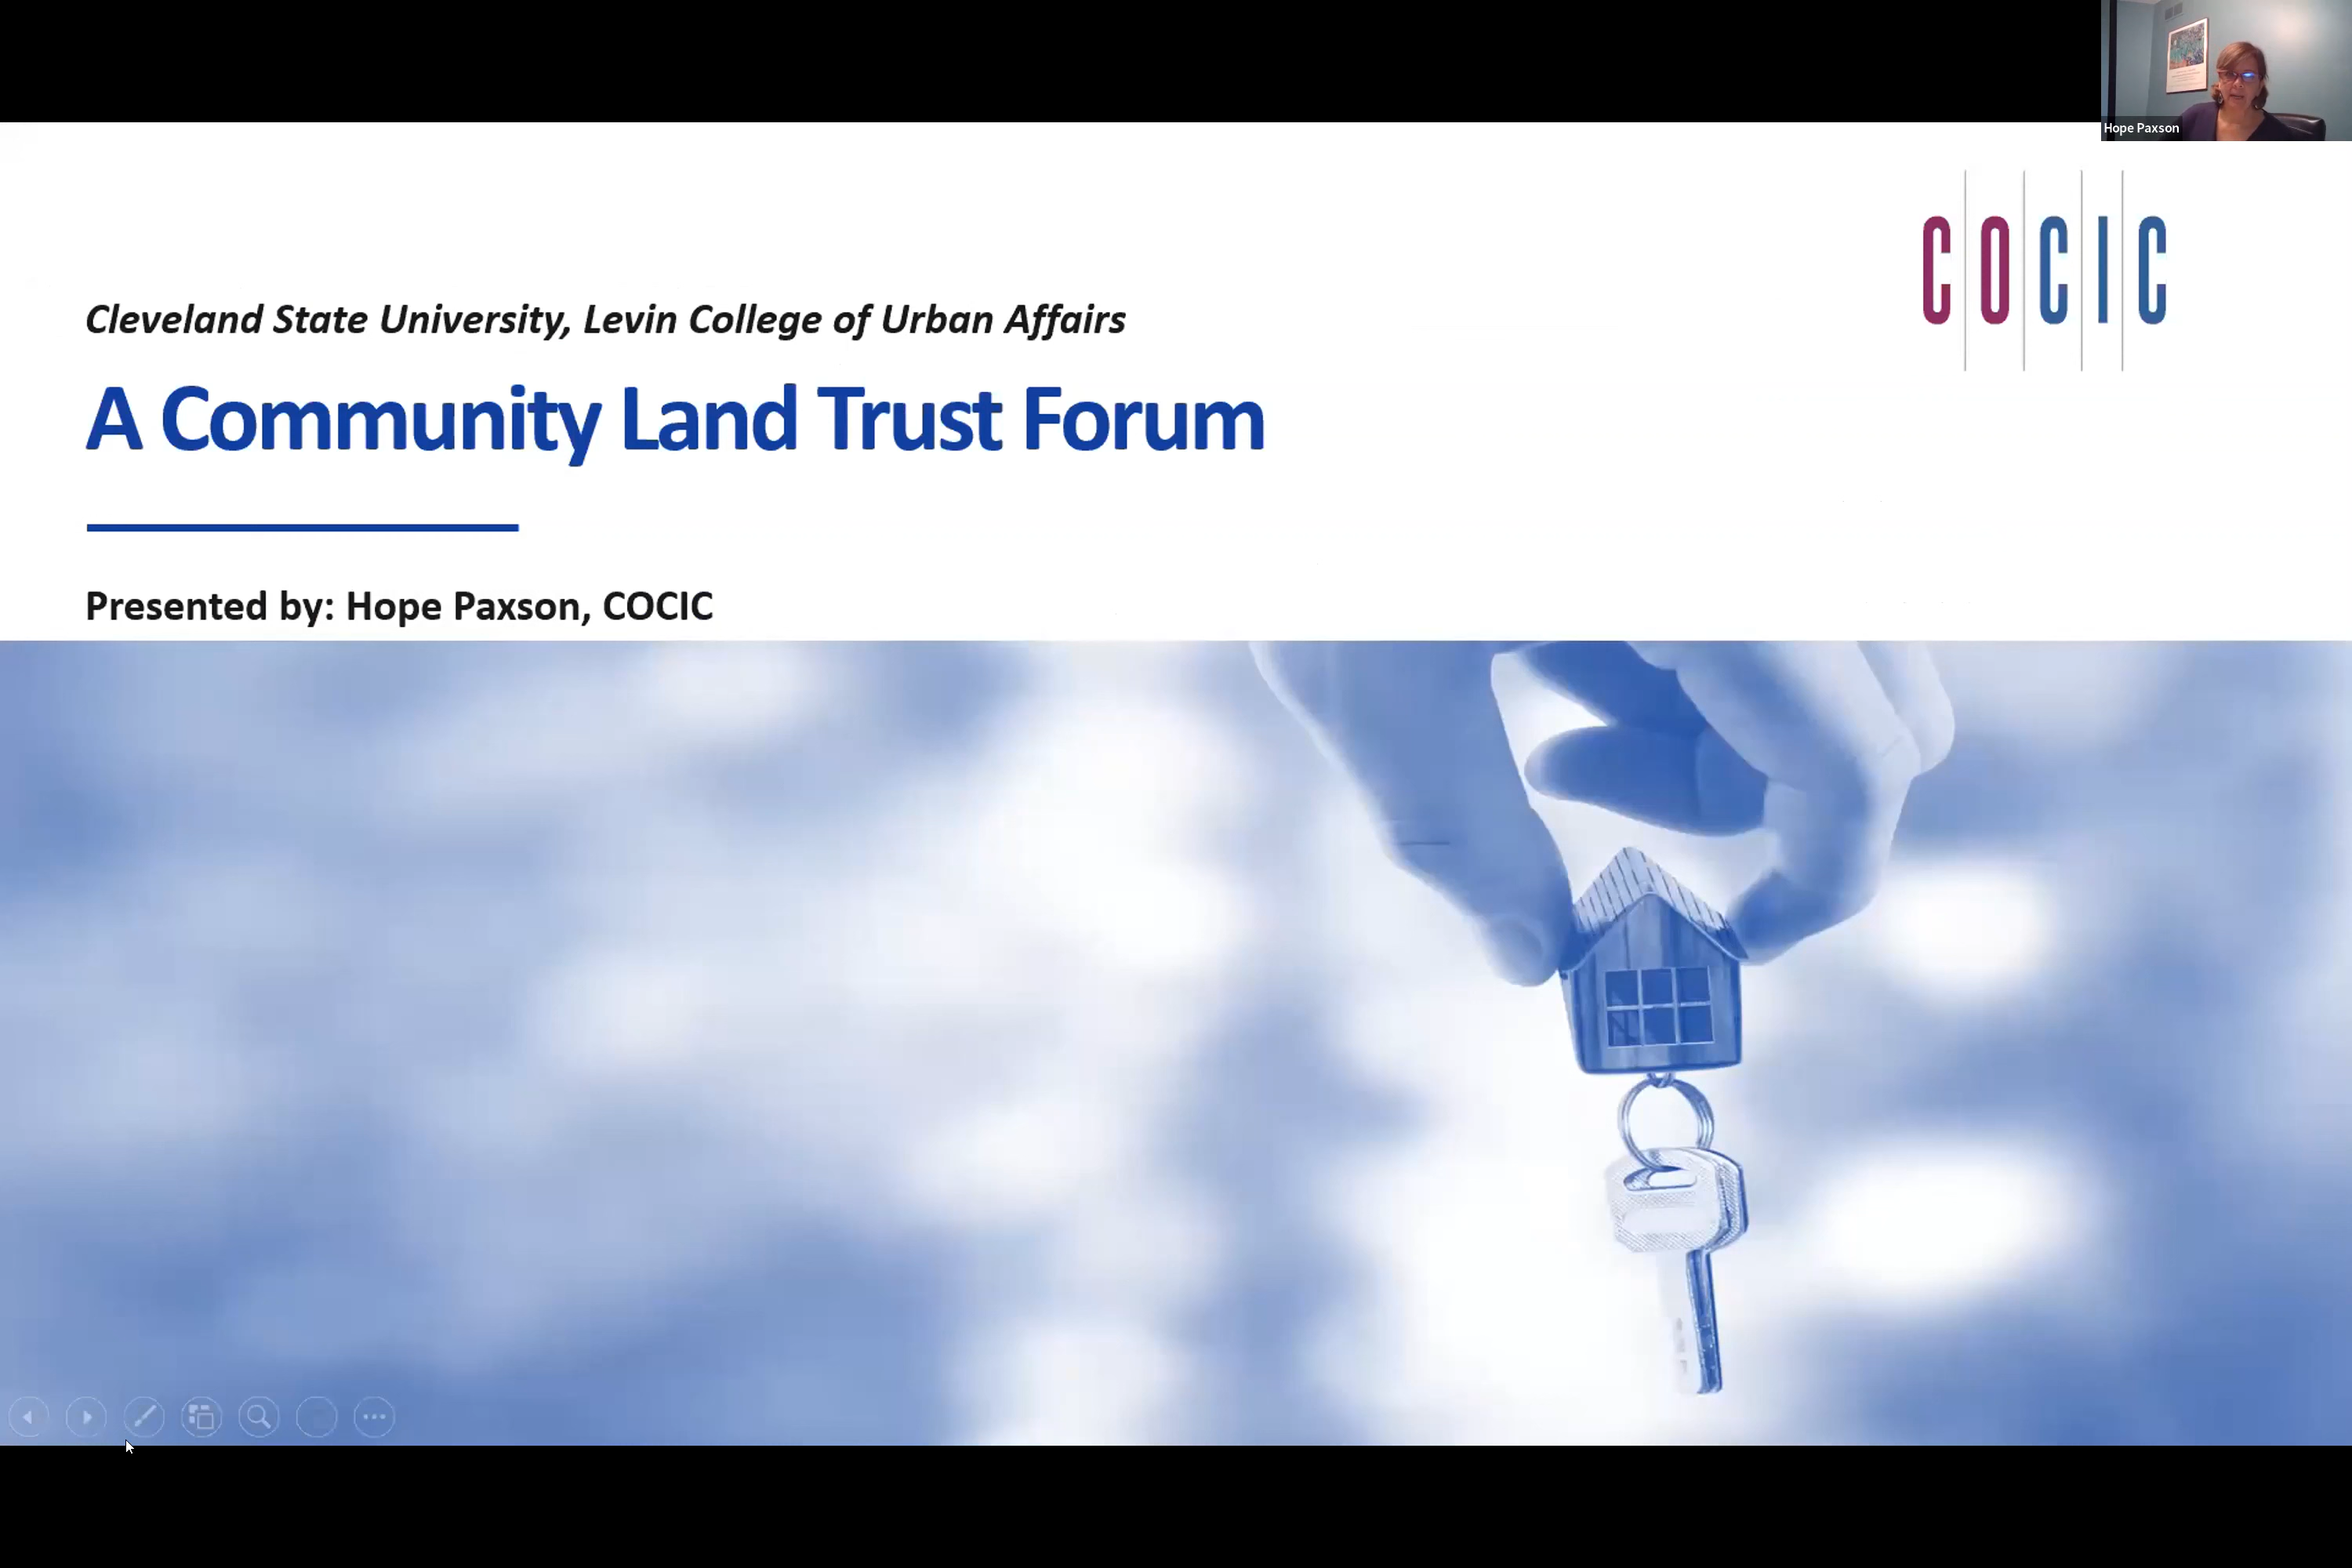 Hope Paxson
COCIC
Cleveland State University, Levin College of Urban Affairs
A Community Land Trust Forum
Presented by: Hope Paxson, COCIC